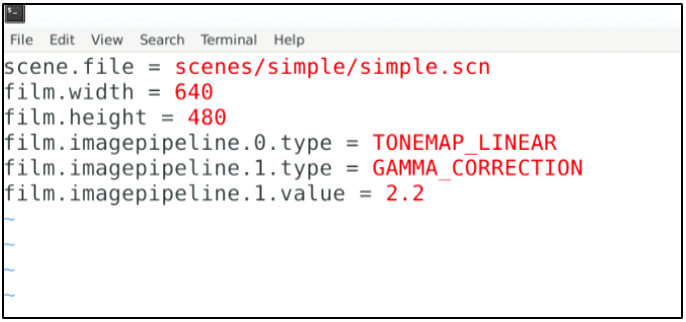 File Edit View Search Terminal Help
scene.file = scenes/simple/simple.scn
film.width = 640
film.height = 480
film.imagepipeline.0.type = TONEMAP_LINEAR
film.imagepipeline.1.type = GAMMA_CORRECTION
film.imagepipeline.1.value = 2.2
~
~
~
~